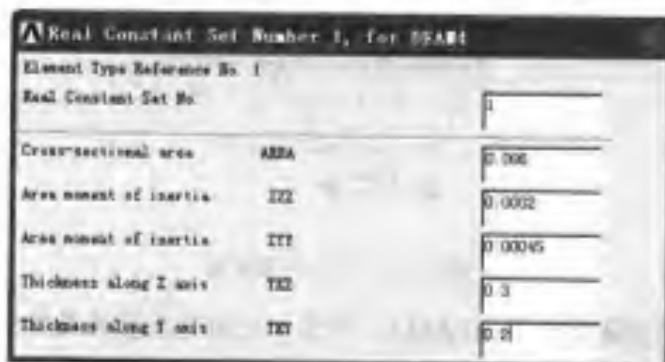 Real Constant Set Number 1, for BEAM4
Element Type Reference No. 1
Real Constant Set No. 1
Cross-sectional area AREA 0.006
Area moment of inertia IZZ 0.0002
Area moment of inertia IYY 0.00045
Thickness along Z axis TKZ 0.3
Thickness along Y axis TKY 0.2